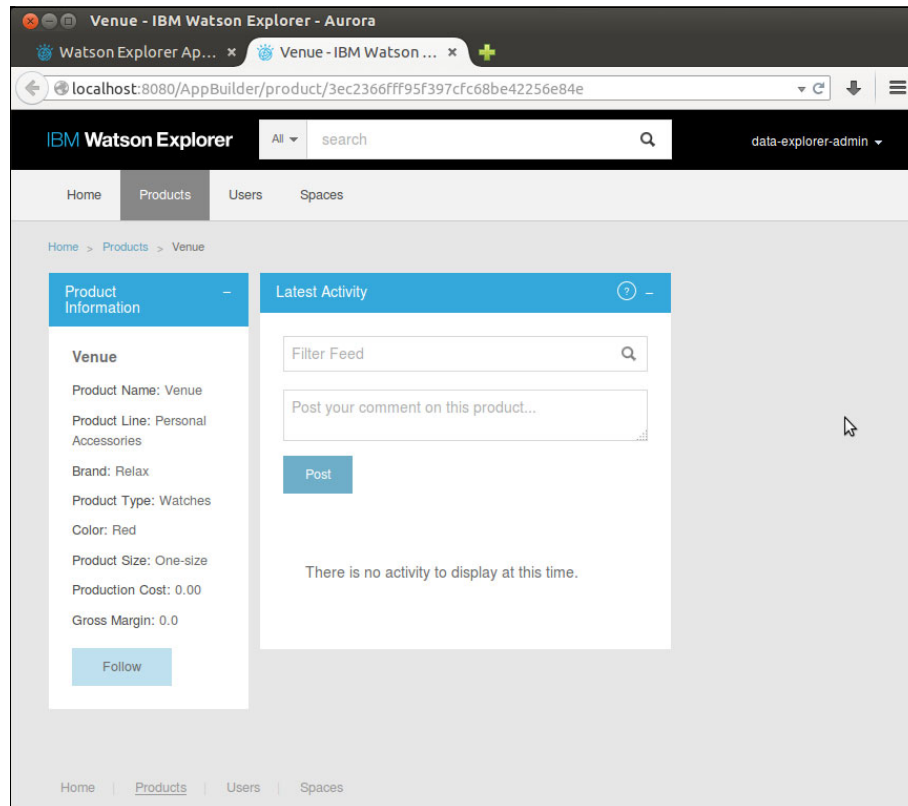 Venue - IBM Watson Explorer - Aurora
Watson Explorer Ap... × Venue - IBM Watson ... ×
localhost:8080/AppBuilder/product/3ec2366fff95f397cfc68be42256e84e
IBM Watson Explorer All search data-explorer-admin
Home Products Users Spaces
Home > Products > Venue
Product Information –
Latest Activity ? –
Venue
Product Name: Venue
Product Line: Personal
Accessories
Brand: Relax
Product Type: Watches
Color: Red
Product Size: One-size
Production Cost: 0.00
Gross Margin: 0.0
Follow
Filter Feed
Post your comment on this product...
Post
There is no activity to display at this time.
Home | Products | Users | Spaces